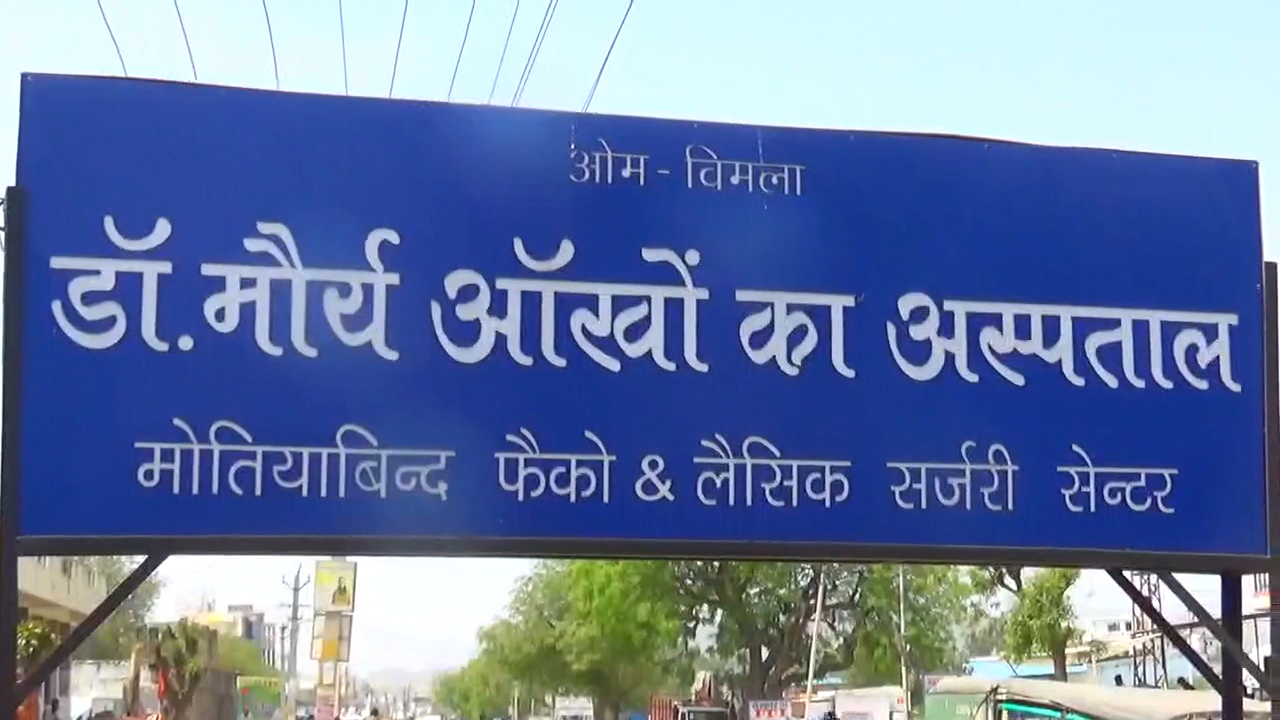 ओम - विमला
डॉ. मौर्य ऑखों का अस्पताल
मोतियाबिन्द फैको & लैसिक सर्जरी सेन्टर